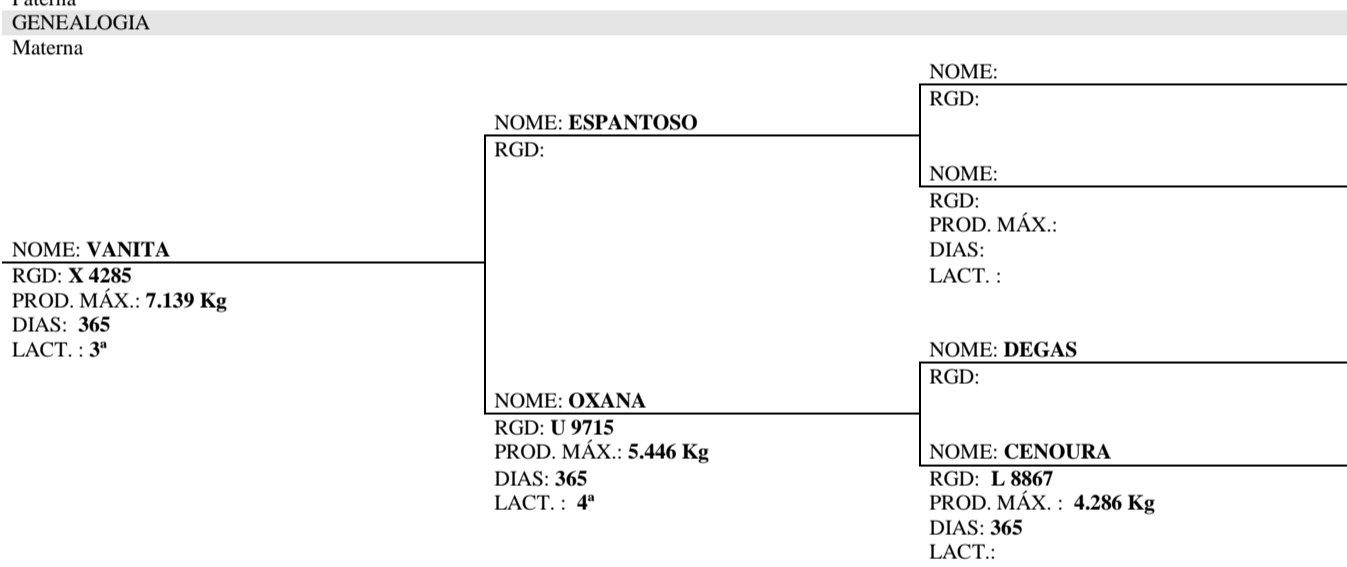 Paterna
GENEALOGIA
Materna
NOME:
RGD:
NOME: ESPANTOSO
RGD:
NOME:
RGD:
PROD. MÁX.:
DIAS:
LACT. :
NOME: VANITA
RGD: X 4285
PROD. MÁX.: 7.139 Kg
DIAS: 365
LACT. : 3ª
NOME: DEGAS
RGD:
NOME: OXANA
RGD: U 9715
PROD. MÁX.: 5.446 Kg
DIAS: 365
LACT. : 4ª
NOME: CENOURA
RGD: L 8867
PROD. MÁX. : 4.286 Kg
DIAS: 365
LACT.: